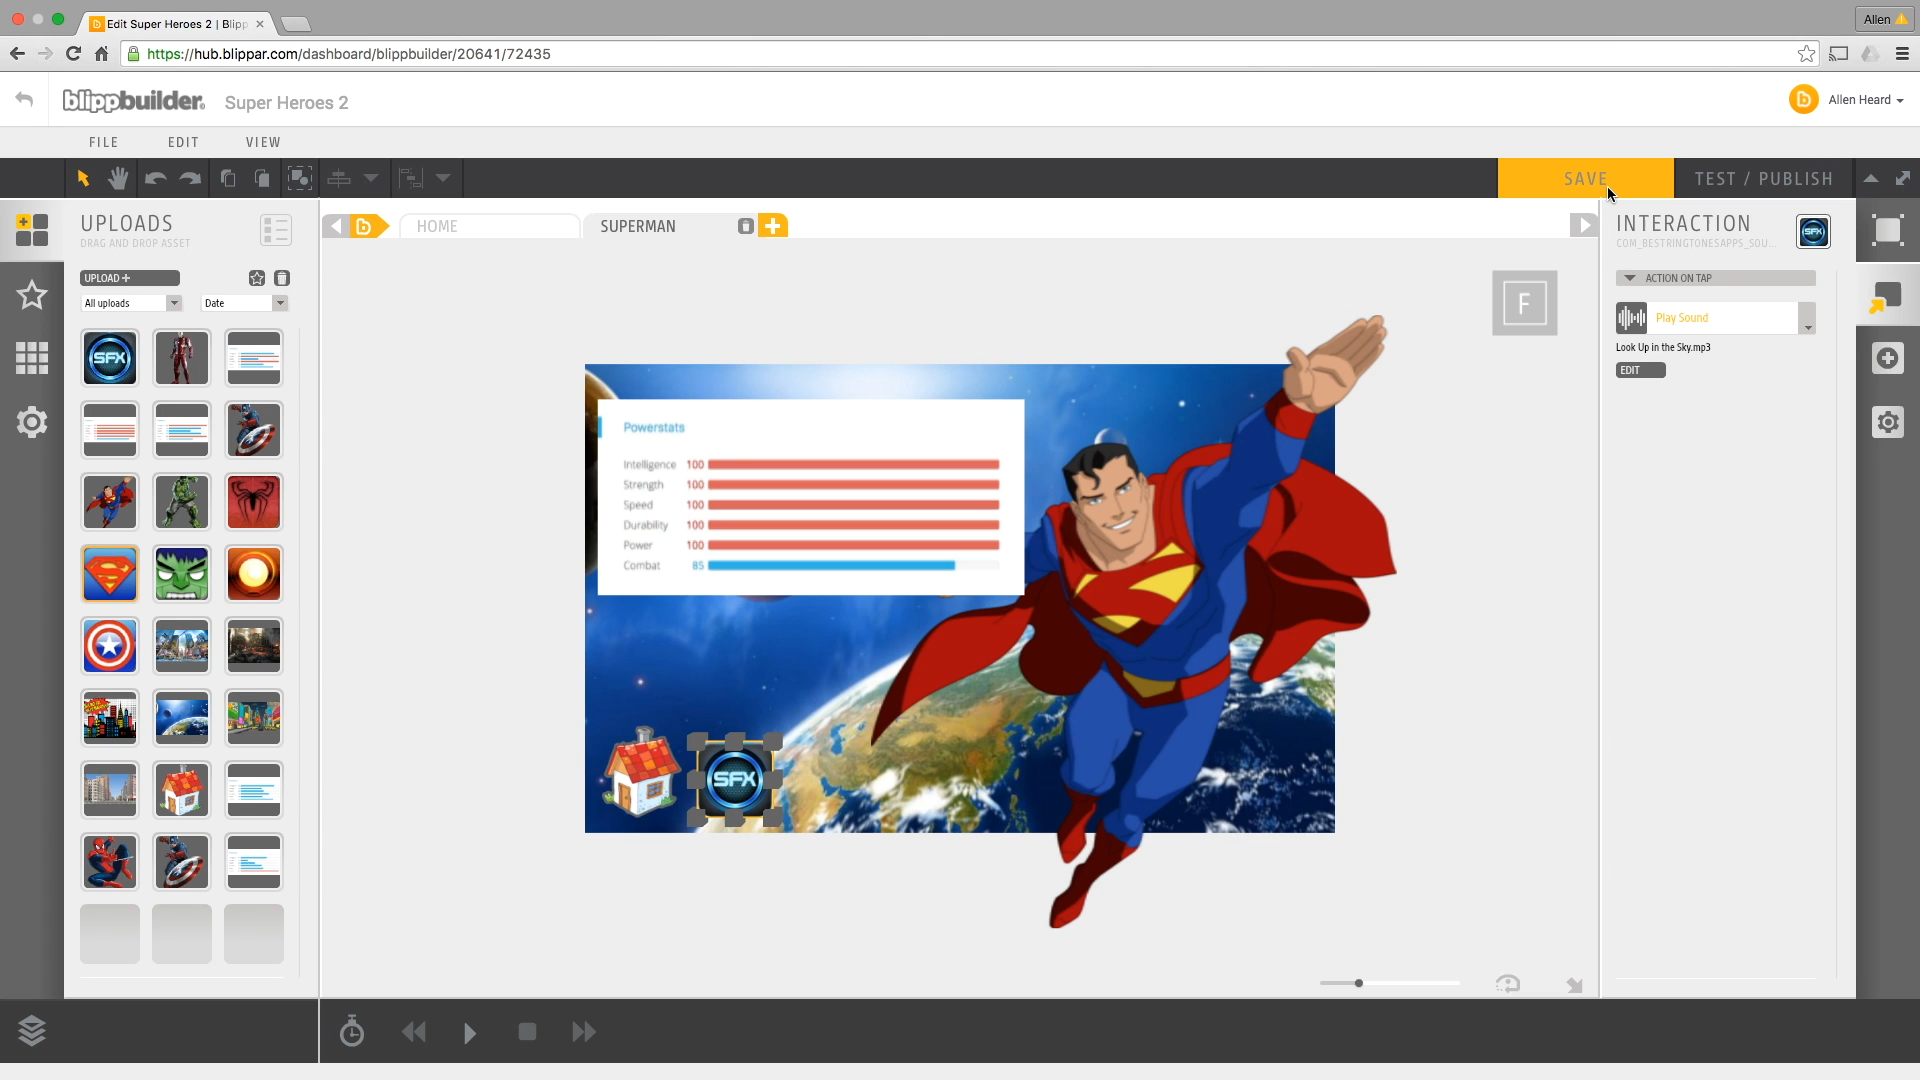 Edit Super Heroes 2 | Blipp
Allen
https://hub.blippar.com/dashboard/blippbuilder/20641/72435
blippbuilder.
Super Heroes 2
Allen Heard
FILE
EDIT
VIEW
SAVE
TEST / PUBLISH
UPLOADS
DRAG AND DROP ASSET
UPLOAD +
All uploads
Date
SFX
HOME
SUPERMAN
F
Powerstats
Intelligence 100
Strength 100
Speed 100
Durability 100
Power 100
Combat 85
SFX
INTERACTION
COM_BESTRINGTONESAPPS_SOU...
SFX
ACTION ON TAP
Play Sound
Look Up in the Sky.mp3
EDIT